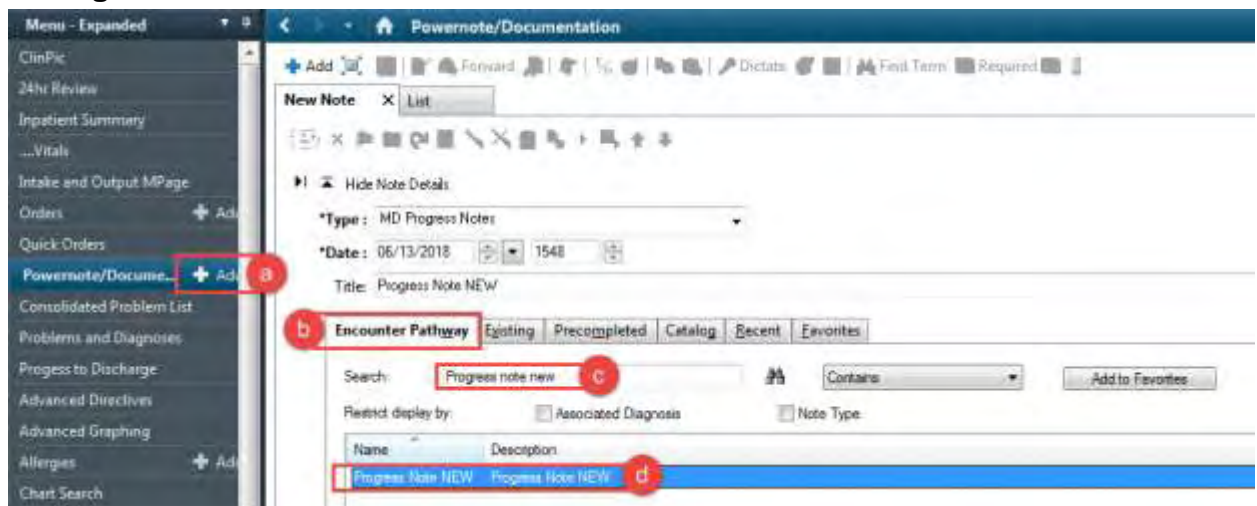 Menu - Expanded
Powernote/Documentation
ClinPic
24hr Review
Inpatient Summary
....Vitals
Intake and Output MPage
Orders Add
Quick Orders
Powernote/Docume... Add
Consolidated Problem List
Problems and Diagnoses
Progess to Discharge
Advanced Directives
Advanced Graphing
Allergies Add
Chart Search
Add Forward Dictate Find Term Required
New Note List
Hide Note Details
*Type : MD Progress Notes
*Date : 06/13/2018 1548
Title: Progress Note NEW
a
b
Encounter Pathway Existing Precompleted Catalog Recent Favorites
Search: Progress note new c Contains Add to Favorites
Restrict display by: Associated Diagnosis Note Type
Name Description
Progress Note NEW Progress Note NEW d